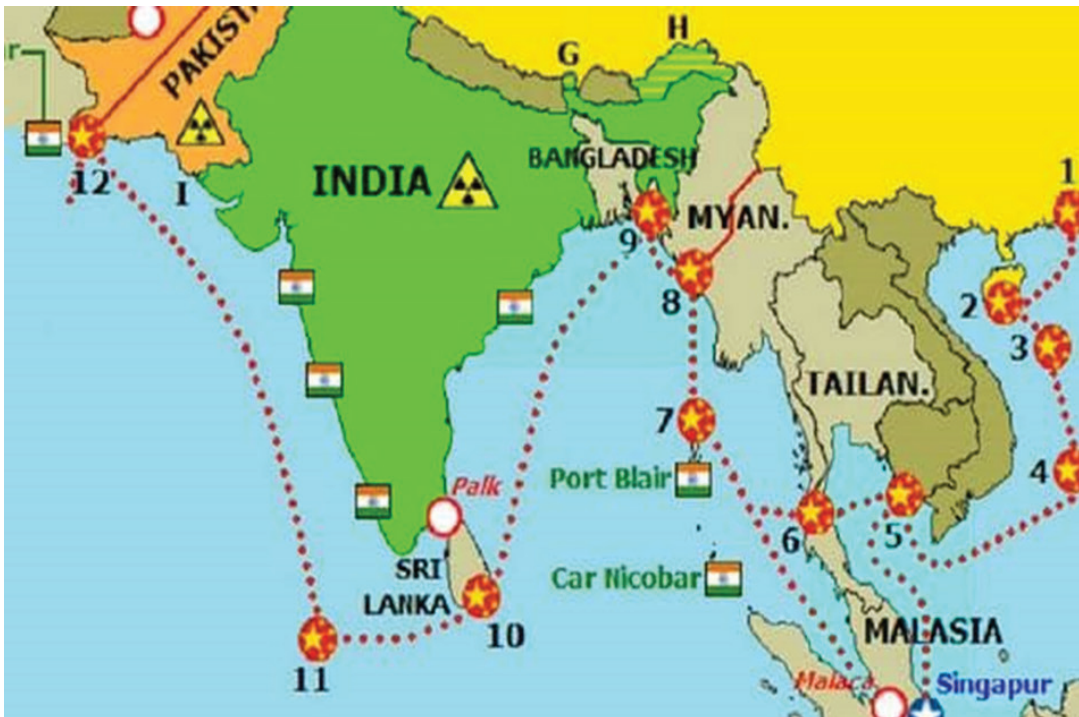 H
G
r
PAKIST
BANGLADESH
INDIA
12
I
1
9
MYAN.
8
2
3
TAILAN.
7
4
Port Blair
Palk
6
5
SRI
LANKA
Car Nicobar
10
MALASIA
11
Malaca
Singapur